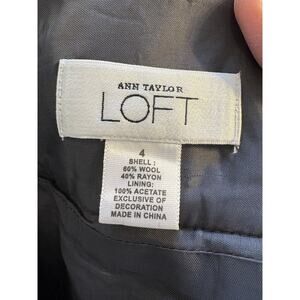 ANN TAYLOR
LOFT
4
SHELL:
60% WOOL
40% RAYON
LINING:
100% ACETATE
EXCLUSIVE OF
DECORATION
MADE IN CHINA